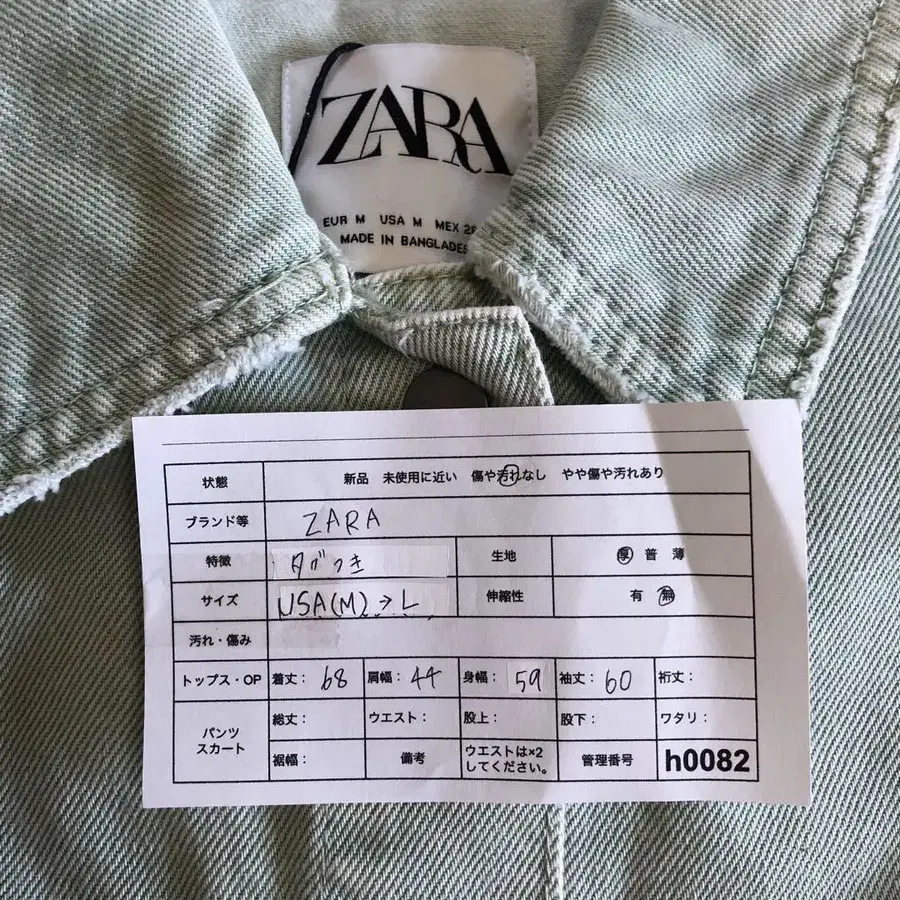 ZARA
EUR M USA M MEX 28
MADE IN BANGLADES
状態 新品 未使用に近い 傷や汚れなし やや傷や汚れあり
ブランド等 ZARA
特徴 タグつき 生地 厚 普 薄
サイズ USA(M)→L 伸縮性 有 無
汚れ・傷み
トップス・OP 着丈： 68 肩幅： 44 身幅： 59 袖丈： 60 裄丈：
パンツ スカート 総丈： ウエスト： 股上： 股下： ワタリ：
裾幅： 備考 ウエストは×2してください。 管理番号 h0082